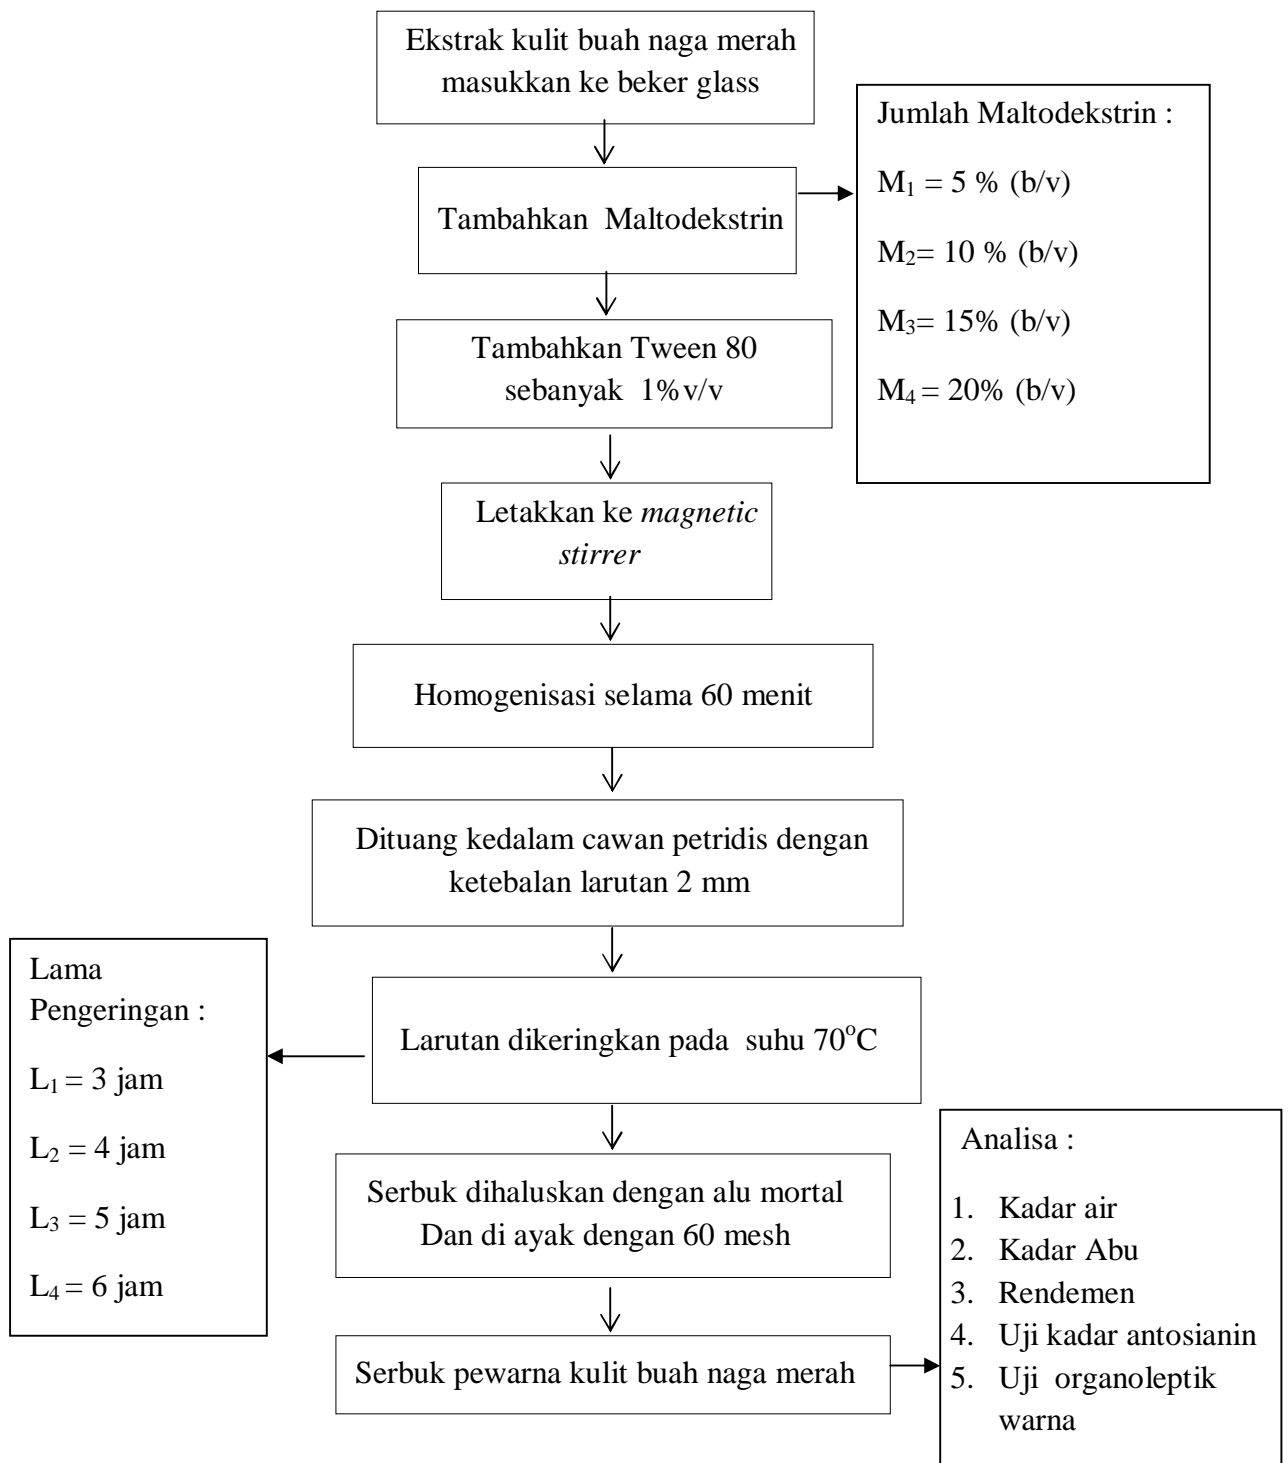 Ekstrak kulit buah naga merah
masukkan ke beker glass
Tambahkan Maltodekstrin
Jumlah Maltodekstrin :
M₁ = 5 % (b/v)
M₂= 10 % (b/v)
M₃= 15% (b/v)
M₄ = 20% (b/v)
Tambahkan Tween 80
sebanyak 1%v/v
Letakkan ke magnetic
stirrer
Homogenisasi selama 60 menit
Dituang kedalam cawan petridis dengan
ketebalan larutan 2 mm
Larutan dikeringkan pada suhu 70°C
Lama
Pengeringan :
L₁ = 3 jam
L₂ = 4 jam
L₃ = 5 jam
L₄ = 6 jam
Serbuk dihaluskan dengan alu mortal
Dan di ayak dengan 60 mesh
Serbuk pewarna kulit buah naga merah
Analisa :
1. Kadar air
2. Kadar Abu
3. Rendemen
4. Uji kadar antosianin
5. Uji organoleptik
warna